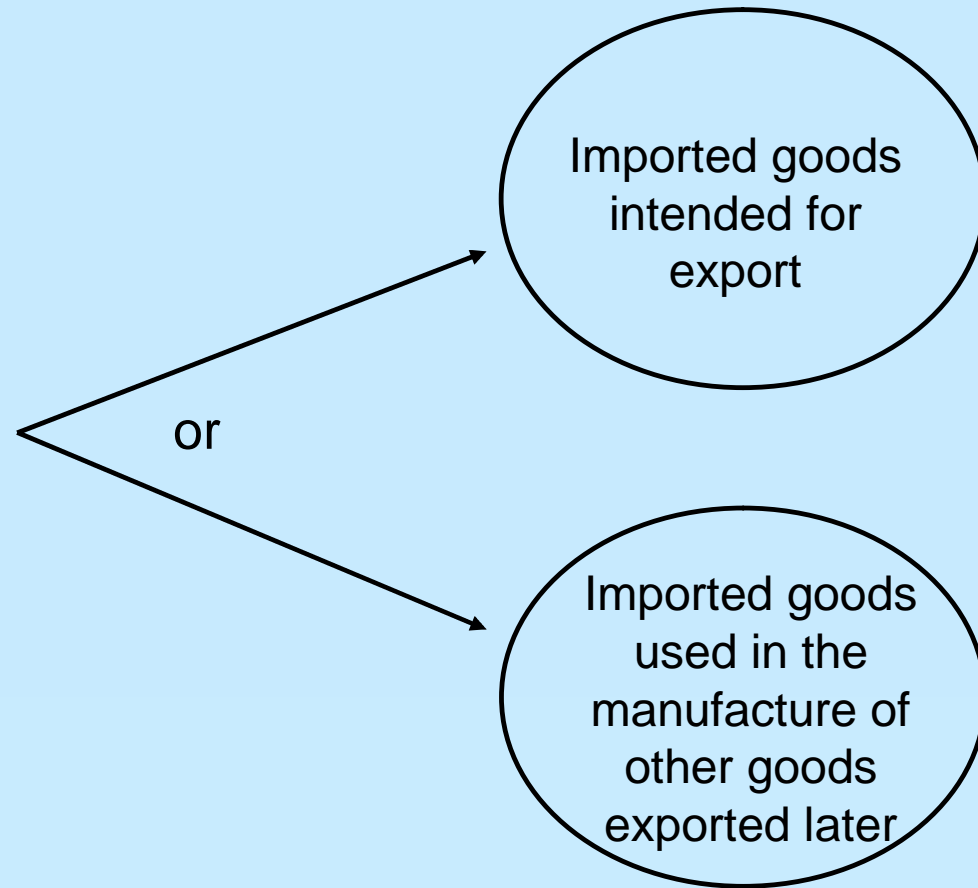 Imported goods
intended for
export
or
Imported goods
used in the
manufacture of
other goods
exported later